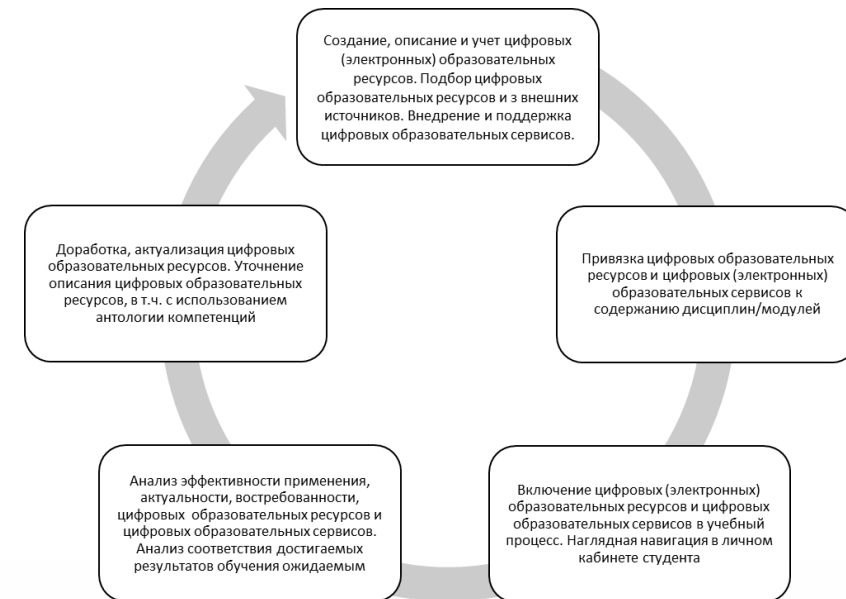 Создание, описание и учет цифровых
(электронных) образовательных
ресурсов. Подбор цифровых
образовательных ресурсов и з внешних
источников. Внедрение и поддержка
цифровых образовательных сервисов.
Привязка цифровых образовательных
ресурсов и цифровых (электронных)
образовательных сервисов к
содержанию дисциплин/модулей
Включение цифровых (электронных)
образовательных ресурсов и цифровых
образовательных сервисов в учебный
процесс. Наглядная навигация в личном
кабинете студента
Анализ эффективности применения,
актуальности, востребованности,
цифровых образовательных ресурсов и
цифровых образовательных сервисов.
Анализ соответствия достигаемых
результатов обучения ожидаемым
Доработка, актуализация цифровых
образовательных ресурсов. Уточнение
описания цифровых образовательных
ресурсов, в т.ч. с использованием
антологии компетенций